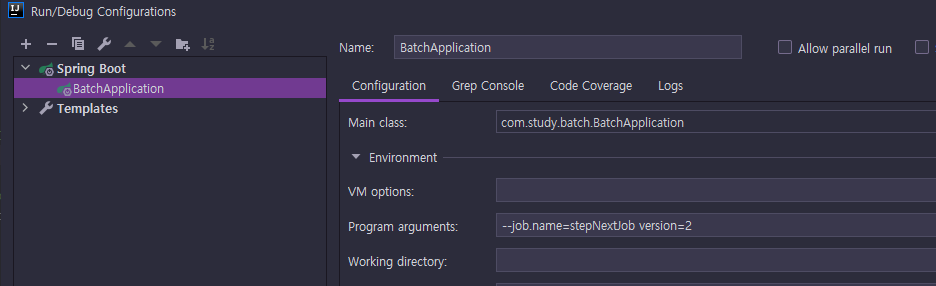 IJ Run/Debug Configurations
Name: BatchApplication Allow parallel run
Spring Boot
BatchApplication
Templates
Configuration Grep Console Code Coverage Logs
Main class: com.study.batch.BatchApplication
Environment
VM options:
Program arguments: --job.name=stepNextJob version=2
Working directory: